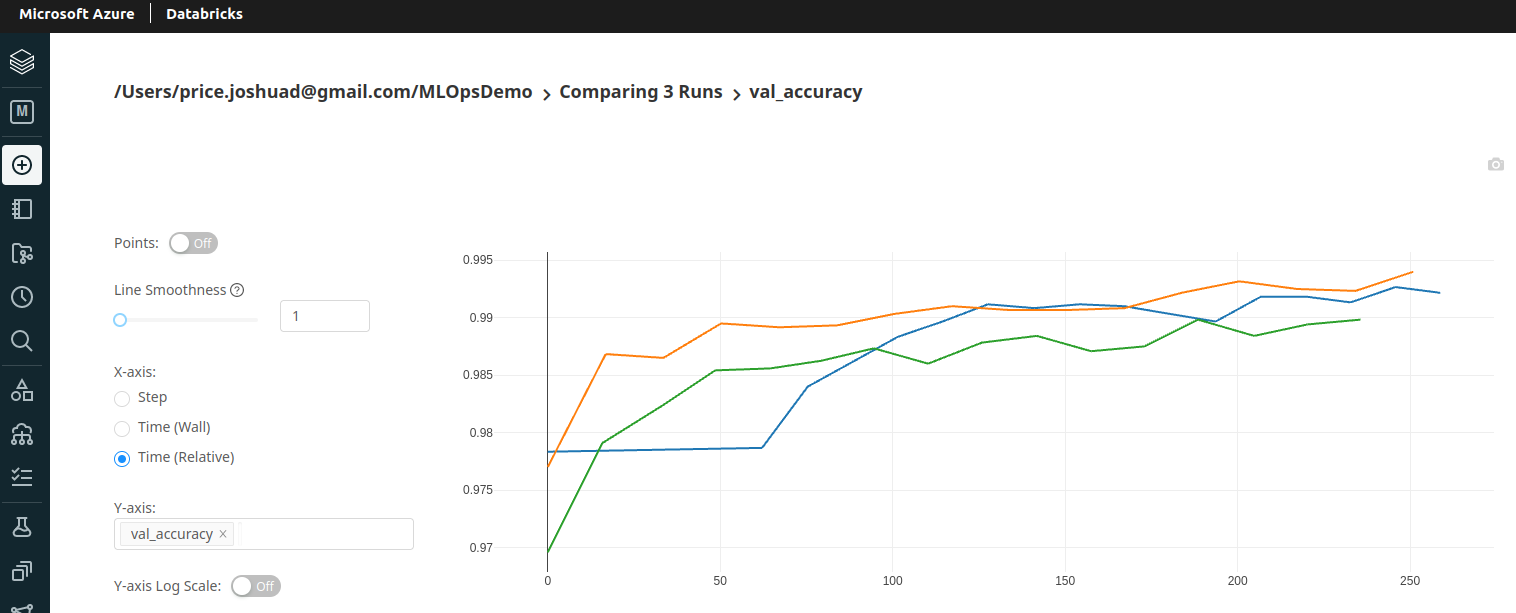 Microsoft Azure Databricks
M
/Users/price.joshuad@gmail.com/MLOpsDemo > Comparing 3 Runs > val_accuracy
Points: Off
Line Smoothness ?
1
X-axis:
Step
Time (Wall)
Time (Relative)
Y-axis:
val_accuracy ×
Y-axis Log Scale: Off
0.995
0.99
0.985
0.98
0.975
0.97
0 50 100 150 200 250